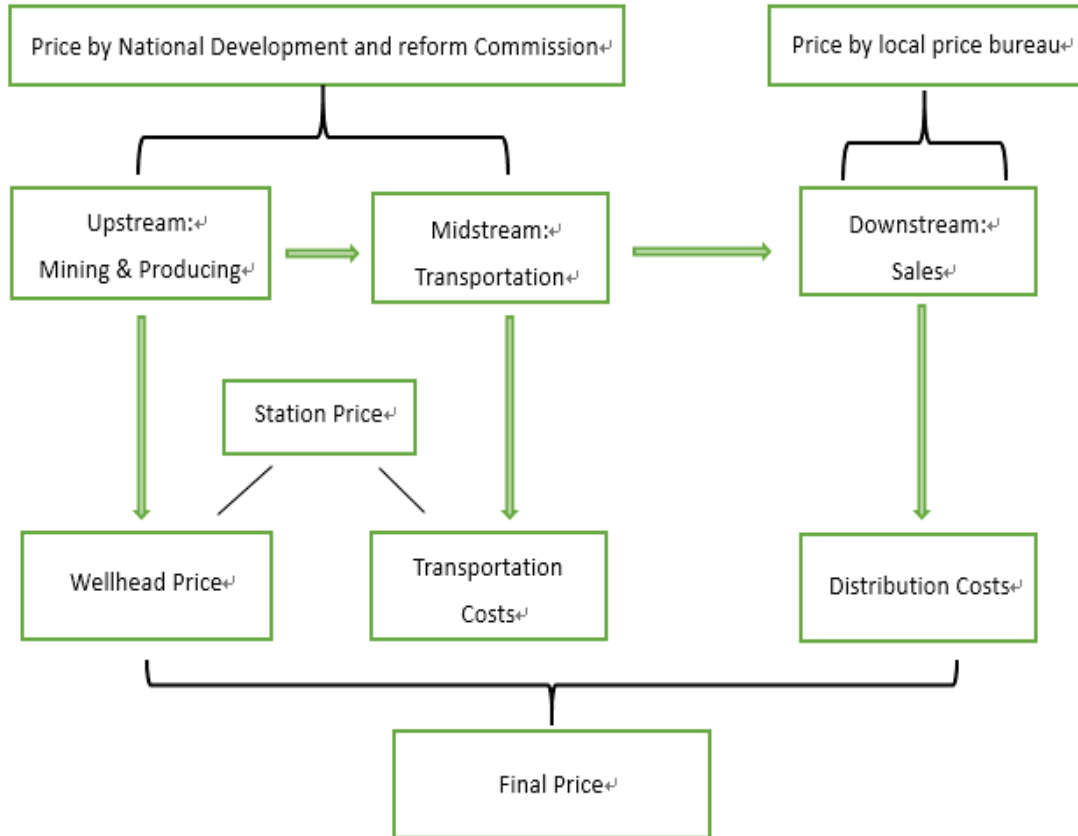 Price by National Development and reform Commission↵
Price by local price bureau↵
Upstream:↵
Mining & Producing↵
Midstream:↵
Transportation↵
Downstream:↵
Sales↵
Station Price↵
Wellhead Price↵
Transportation
Costs↵
Distribution Costs↵
Final Price↵